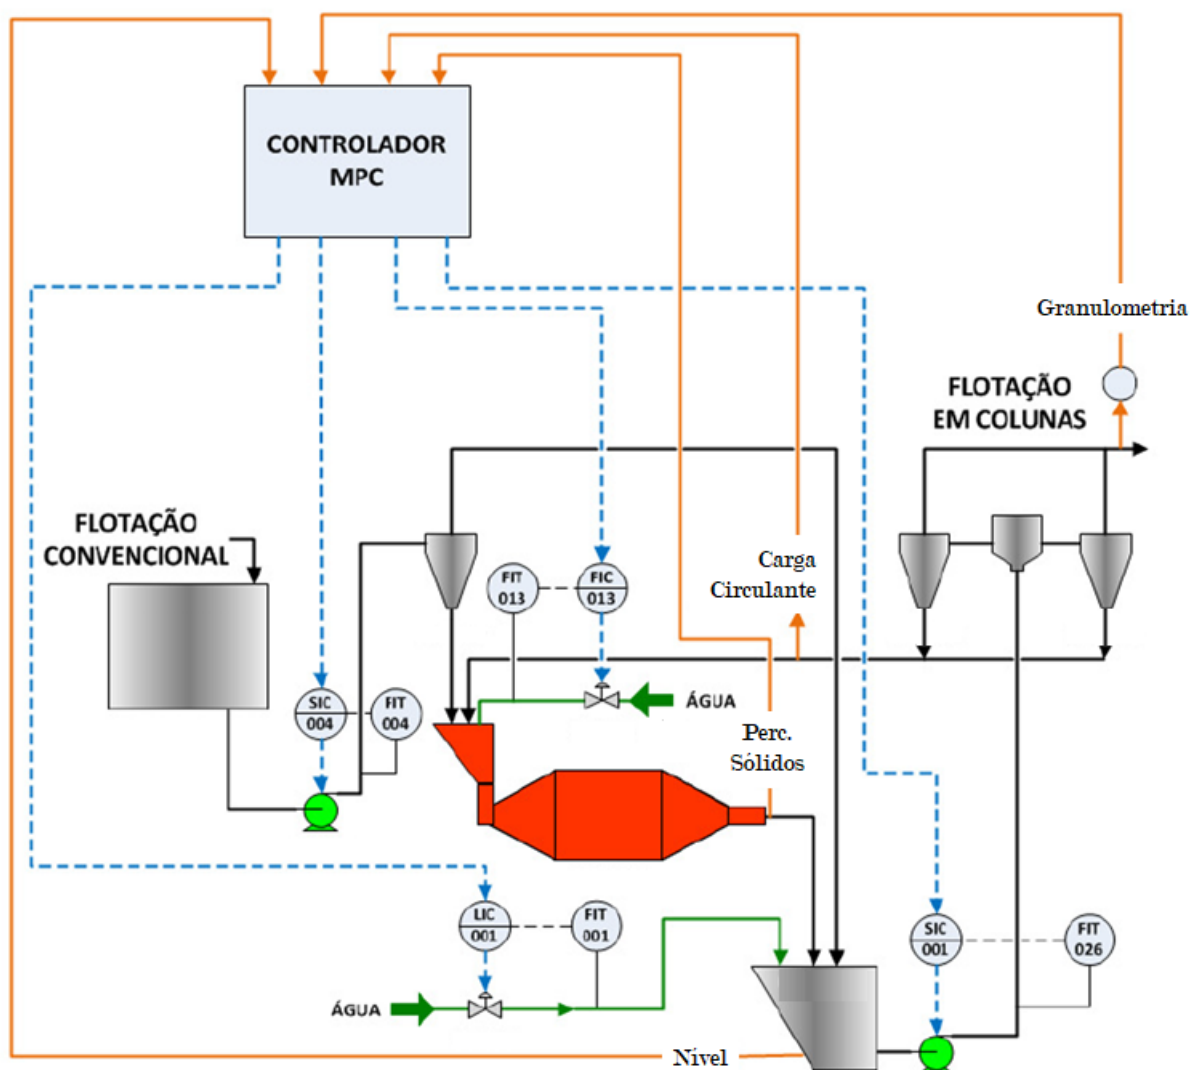 CONTROLADOR
MPC
Granulometria
FLOTAÇÃO
EM COLUNAS
FLOTAÇÃO
CONVENCIONAL
Carga
Circulante
FIT
013
FIC
013
SIC
004
FIT
004
ÁGUA
Perc.
Sólidos
LIC
001
FIT
001
SIC
001
FIT
026
ÁGUA
Nível